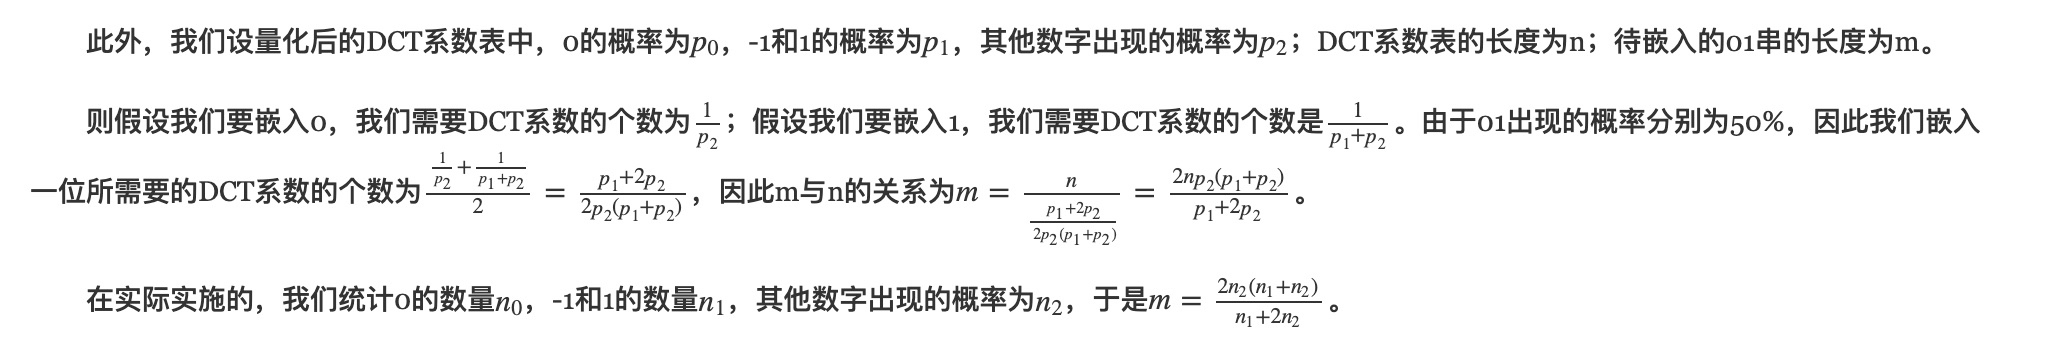 此外，我们设量化后的DCT系数表中，0的概率为$p_0$，-1和1的概率为$p_1$，其他数字出现的概率为$p_2$；DCT系数表的长度为n；待嵌入的01串的长度为m。
则假设我们要嵌入0，我们需要DCT系数的个数为$\frac{1}{p_2}$；假设我们要嵌入1，我们需要DCT系数的个数是$\frac{1}{p_1+p_2}$。由于01出现的概率分别为50%，因此我们嵌入
一位所需要的DCT系数的个数为$\frac{\frac{1}{p_2}+\frac{1}{p_1+p_2}}{2} = \frac{p_1+2p_2}{2p_2(p_1+p_2)}$，因此m与n的关系为$m = \frac{n}{\frac{p_1+2p_2}{2p_2(p_1+p_2)}} = \frac{2np_2(p_1+p_2)}{p_1+2p_2}$。
在实际实施的，我们统计0的数量$n_0$，-1和1的数量$n_1$，其他数字出现的概率为$n_2$，于是$m = \frac{2n_2(n_1+n_2)}{n_1+2n_2}$。